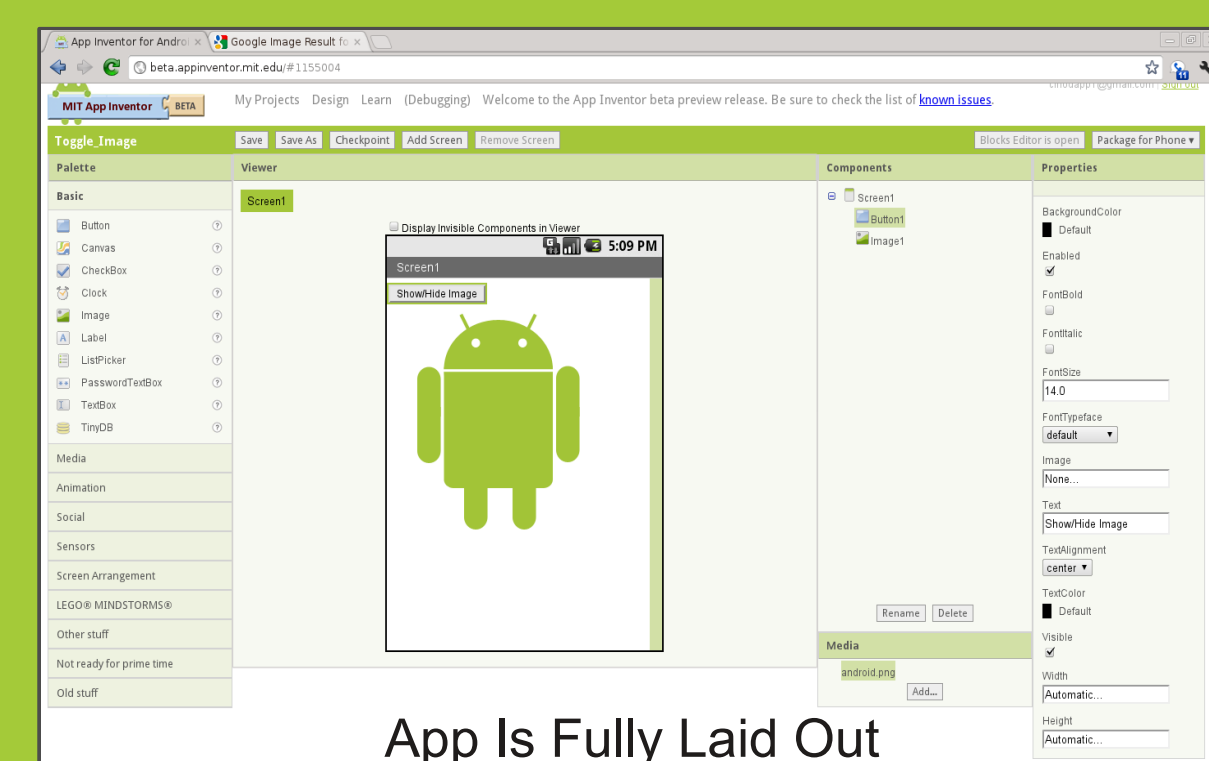 App Inventor for Androi
Google Image Result fo
beta.appinventor.mit.edu/#1155004
11
MIT App Inventor BETA
My Projects Design Learn (Debugging) Welcome to the App Inventor beta preview release. Be sure to check the list of known issues.
Sign out
Toggle_Image
Save Save As Checkpoint Add Screen Remove Screen
Blocks Editor is open Package for Phone ▾
Palette
Basic
Button
Canvas
CheckBox
Clock
Image
Label
ListPicker
PasswordTextBox
TextBox
TinyDB
Media
Animation
Social
Sensors
Screen Arrangement
LEGO® MINDSTORMS®
Other stuff
Not ready for prime time
Old stuff
Viewer
Screen1
Display Invisible Components in Viewer
5:09 PM
Screen1
Show/Hide Image
Components
Screen1
Button1
Image1
Rename Delete
Media
android.png
Add...
Properties
BackgroundColor
Default
Enabled
FontBold
FontItalic
FontSize
14.0
FontTypeface
default
Image
None...
Text
Show/Hide Image
TextAlignment
center
TextColor
Default
Visible
Width
Automatic...
Height
Automatic...
App Is Fully Laid Out